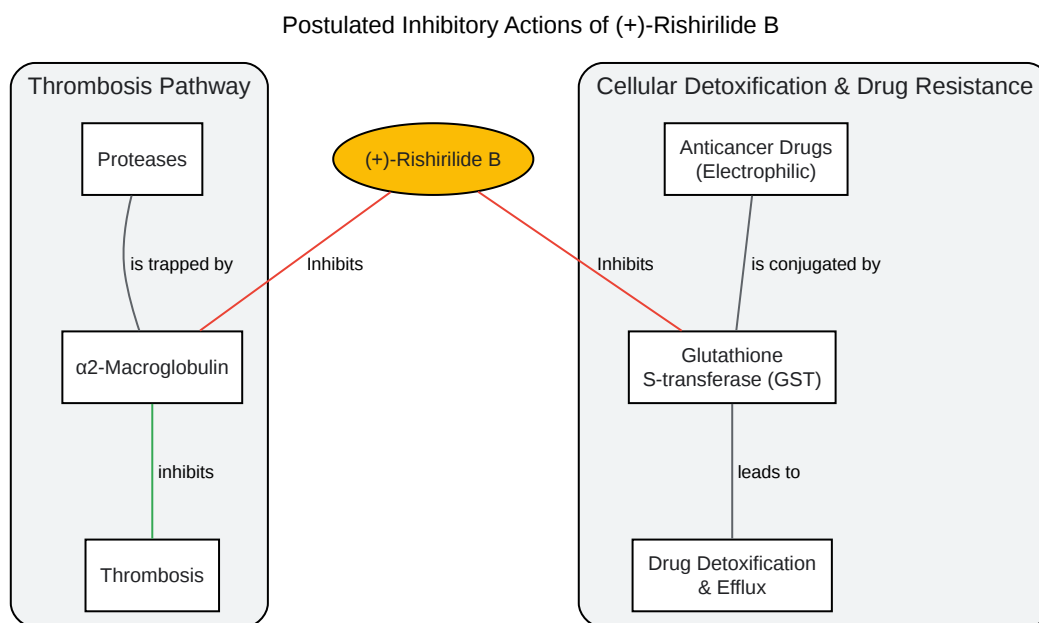 Postulated Inhibitory Actions of (+)-Rishirilide B
Thrombosis Pathway
Proteases
is trapped by
α2-Macroglobulin
inhibits
Thrombosis
(+)-Rishirilide B
Inhibits
Inhibits
Cellular Detoxification & Drug Resistance
Anticancer Drugs
(Electrophilic)
is conjugated by
Glutathione
S-transferase (GST)
leads to
Drug Detoxification
& Efflux